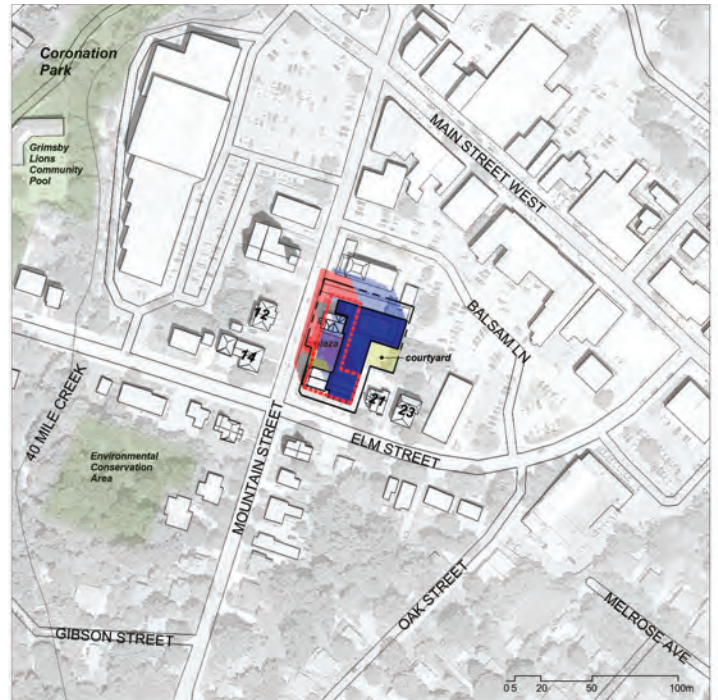 Coronation
Park
Grimsby
Lions
Community
Pool
MAIN STREET WEST
12
14
plaza
BALSAM LN
courtyard
21
23
40 MILE CREEK
ELM STREET
Environmental
Conservation
Area
MOUNTAIN STREET
OAK STREET
GIBSON STREET
MELROSE AVE
0 5 20 50 100m